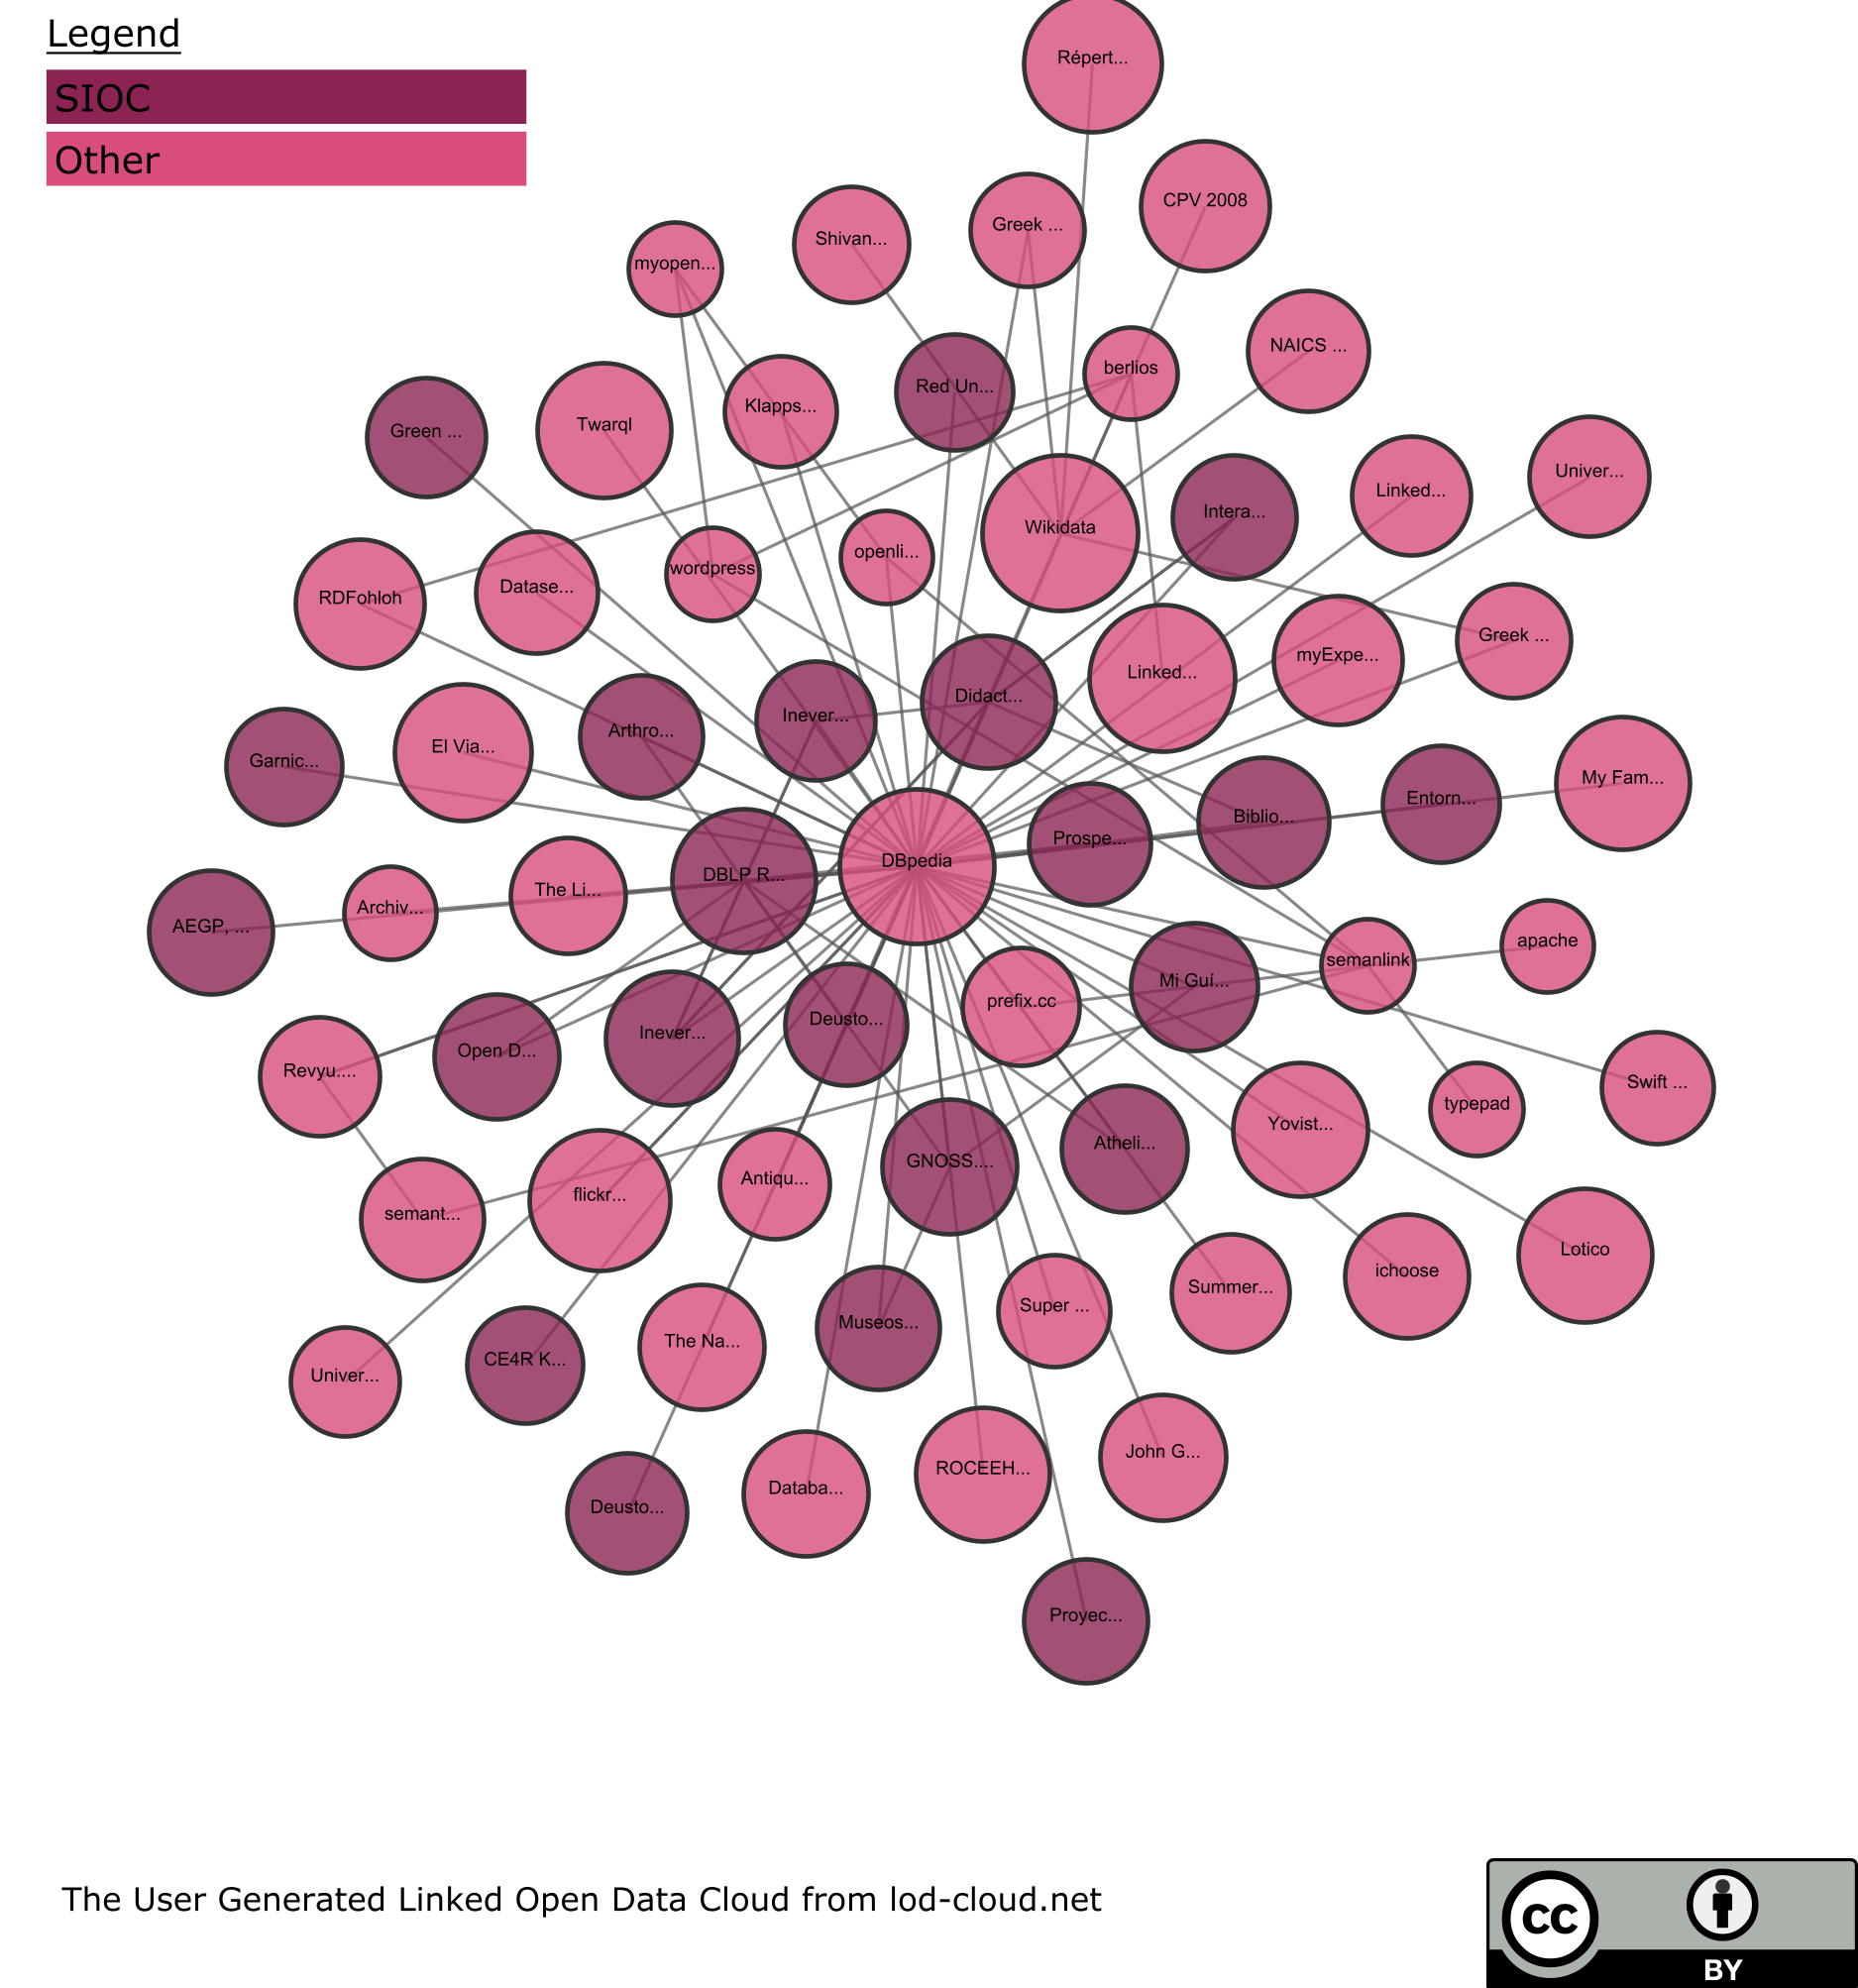 Legend
SIOC
Other
Répert...
CPV 2008
Greek ...
Shivan...
myopen...
NAICS ...
berlios
Red Un...
Klapps...
Twarql
Green ...
Univer...
Linked...
Intera...
Wikidata
openli...
wordpress
Datase...
RDFohloh
Greek ...
myExpe...
Linked...
Didact...
Inever...
Arthro...
El Via...
Garnic...
My Fam...
Entorn...
Biblio...
Prospe...
DBpedia
DBLP R...
The Li...
Archiv...
AEGP, ...
apache
semanlink
Mi Guí...
prefix.cc
Deusto...
Inever...
Open D...
Revyu....
Swift ...
typepad
Yovist...
Atheli...
GNOSS....
Antiqu...
flickr...
semant...
Lotico
ichoose
Summer...
Super ...
Museos...
The Na...
CE4R K...
Univer...
John G...
ROCEEH...
Databa...
Deusto...
Proyec...
The User Generated Linked Open Data Cloud from lod-cloud.net
cc
BY